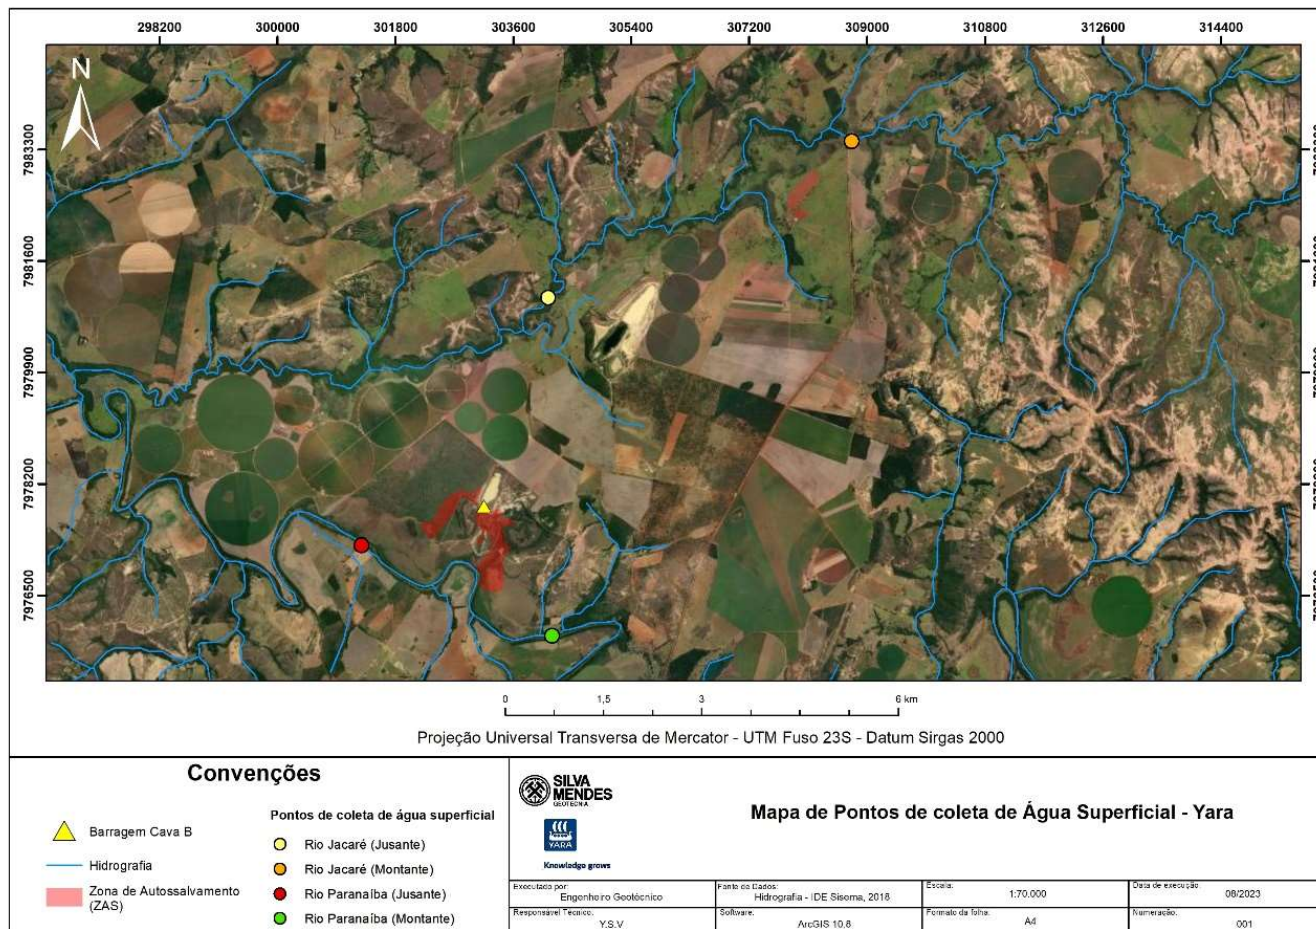 298200 300000 301800 303600 305400 307200 309000 310800 312600 314400
N
7983300
7981600
7979900
7978200
7976500
0 1,5 3 6 km
Projeção Universal Transversa de Mercator - UTM Fuso 23S - Datum Sirgas 2000
Convenções
Barragem Cava B
Hidrografia
Zona de Autossalvamento
(ZAS)
Pontos de coleta de água superficial
Rio Jacaré (Jusante)
Rio Jacaré (Montante)
Rio Paranaíba (Jusante)
Rio Paranaíba (Montante)
SILVA
MENDES
GEOTECNIA
YARA
Knowledge grows
Mapa de Pontos de coleta de Água Superficial - Yara
Executado por:
Engenheiro Geotécnico
Fonte de Dados:
Hidrografia - IDE Sisema, 2018
Escala:
1:70.000
Data de execução:
08/2023
Responsável Técnico:
Y.S.V
Software:
ArcGIS 10.8
Formato da folha:
A4
Numeração:
001